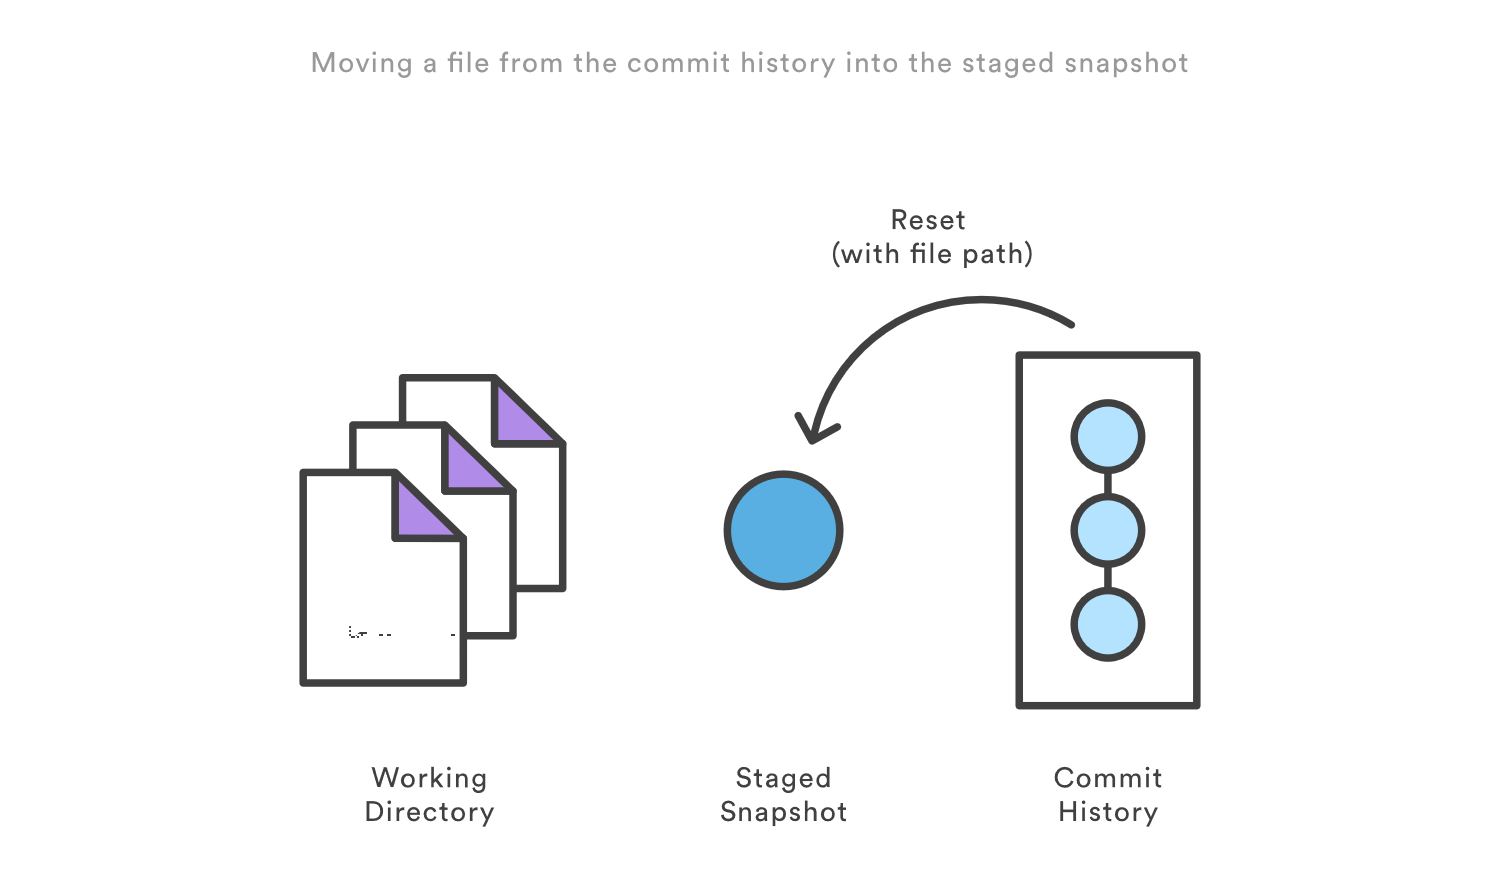 Moving a file from the commit history into the staged snapshot
Reset
(with file path)
Working
Directory
Staged
Snapshot
Commit
History